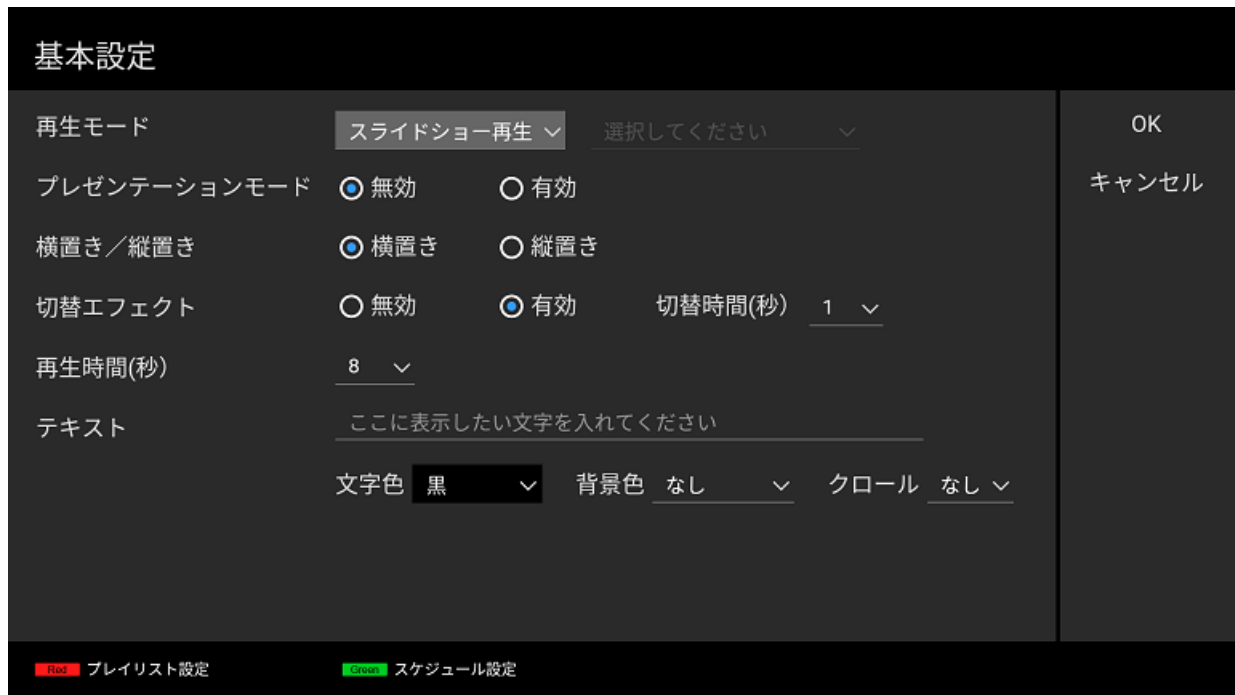 基本設定
再生モード スライドショー再生 選択してください OK
プレゼンテーションモード 無効 有効 キャンセル
横置き／縦置き 横置き 縦置き
切替エフェクト 無効 有効 切替時間(秒） 1
再生時間(秒） 8
テキスト ここに表示したい文字を入れてください
文字色 黒 背景色 なし クロール なし
Red プレイリスト設定 Green スケジュール設定